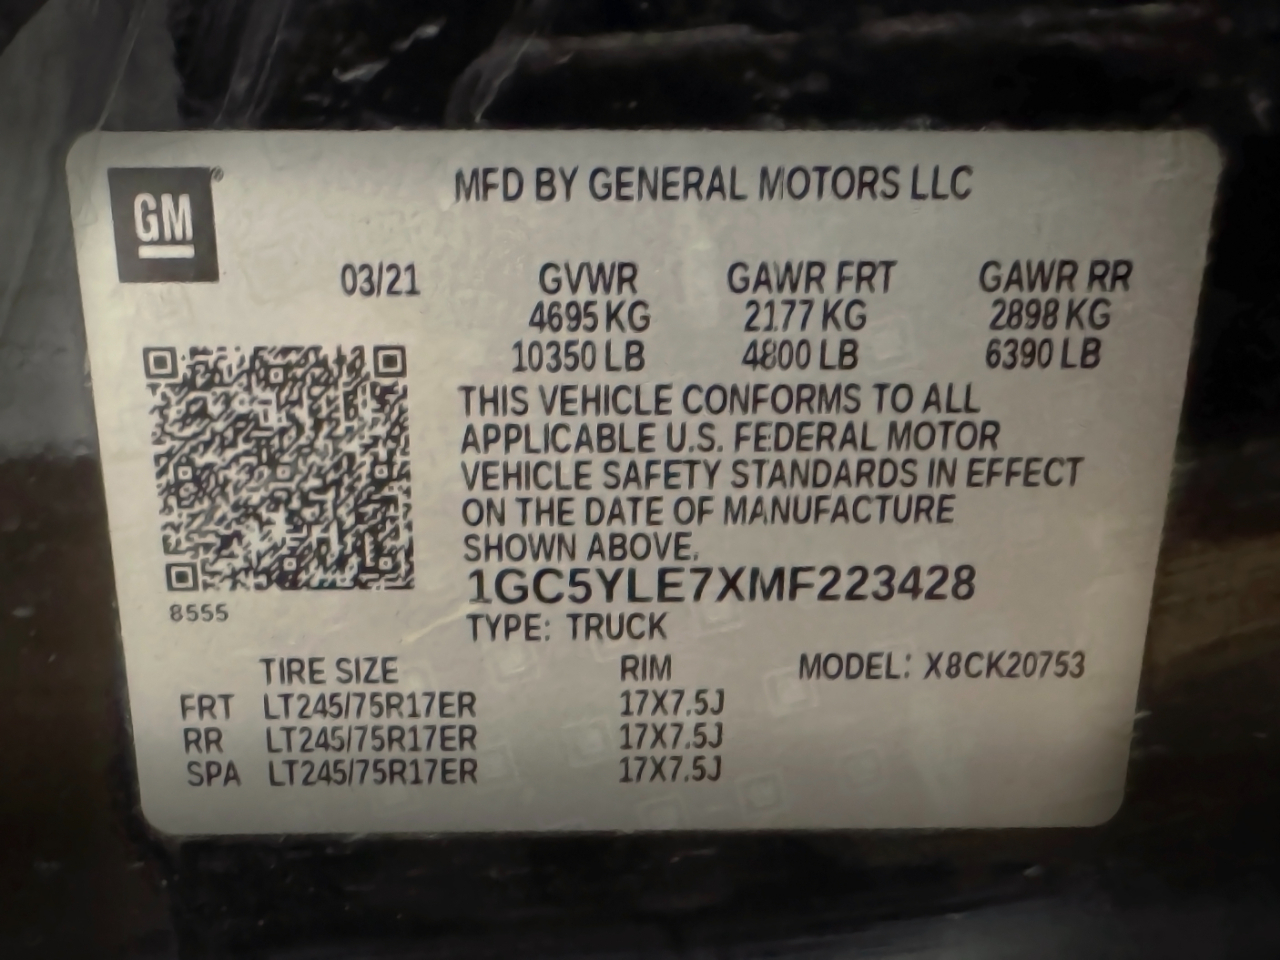 GM®
MFD BY GENERAL MOTORS LLC
03/21 GVWR GAWR FRT GAWR RR
4695 KG 2177 KG 2898 KG
10350 LB 4800 LB 6390 LB
THIS VEHICLE CONFORMS TO ALL
APPLICABLE U.S. FEDERAL MOTOR
VEHICLE SAFETY STANDARDS IN EFFECT
ON THE DATE OF MANUFACTURE
SHOWN ABOVE.
1GC5YLE7XMF223428
8555
TYPE: TRUCK
TIRE SIZE RIM MODEL: X8CK20753
FRT LT245/75R17ER 17X7.5J
RR LT245/75R17ER 17X7.5J
SPA LT245/75R17ER 17X7.5J